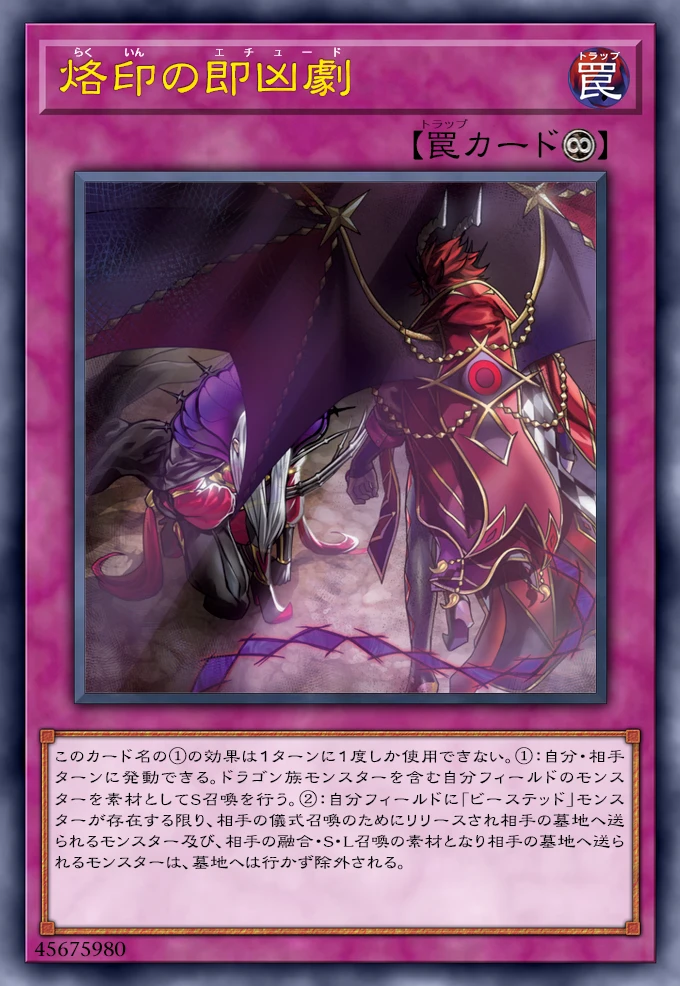 らく いん エチュード
烙印の即凶劇
トラップ
罠
トラップ
【罠カード♾】
このカード名の①の効果は1ターンに1度しか使用できない。①:自分・相手
ターンに発動できる。ドラゴン族モンスターを含む自分フィールドのモンス
ターを素材としてS召喚を行う。②:自分フィールドに「ビーステッド」モンス
ターが存在する限り、相手の儀式召喚のためにリリースされ相手の墓地へ送
られるモンスター及び、相手の融合・S・L召喚の素材となり相手の墓地へ送ら
れるモンスターは、墓地へは行かず除外される。
45675980